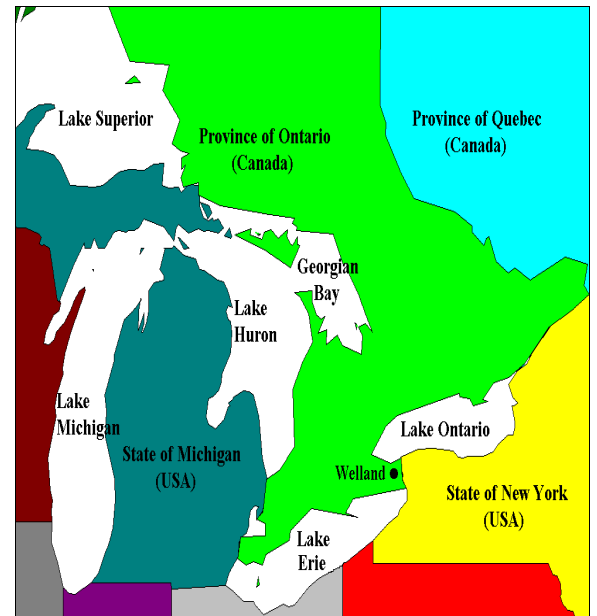 Lake Superior
Province of Ontario
(Canada)
Province of Quebec
(Canada)
Georgian
Bay
Lake
Huron
Lake
Michigan
State of Michigan
(USA)
Lake Ontario
Welland
State of New York
(USA)
Lake
Erie